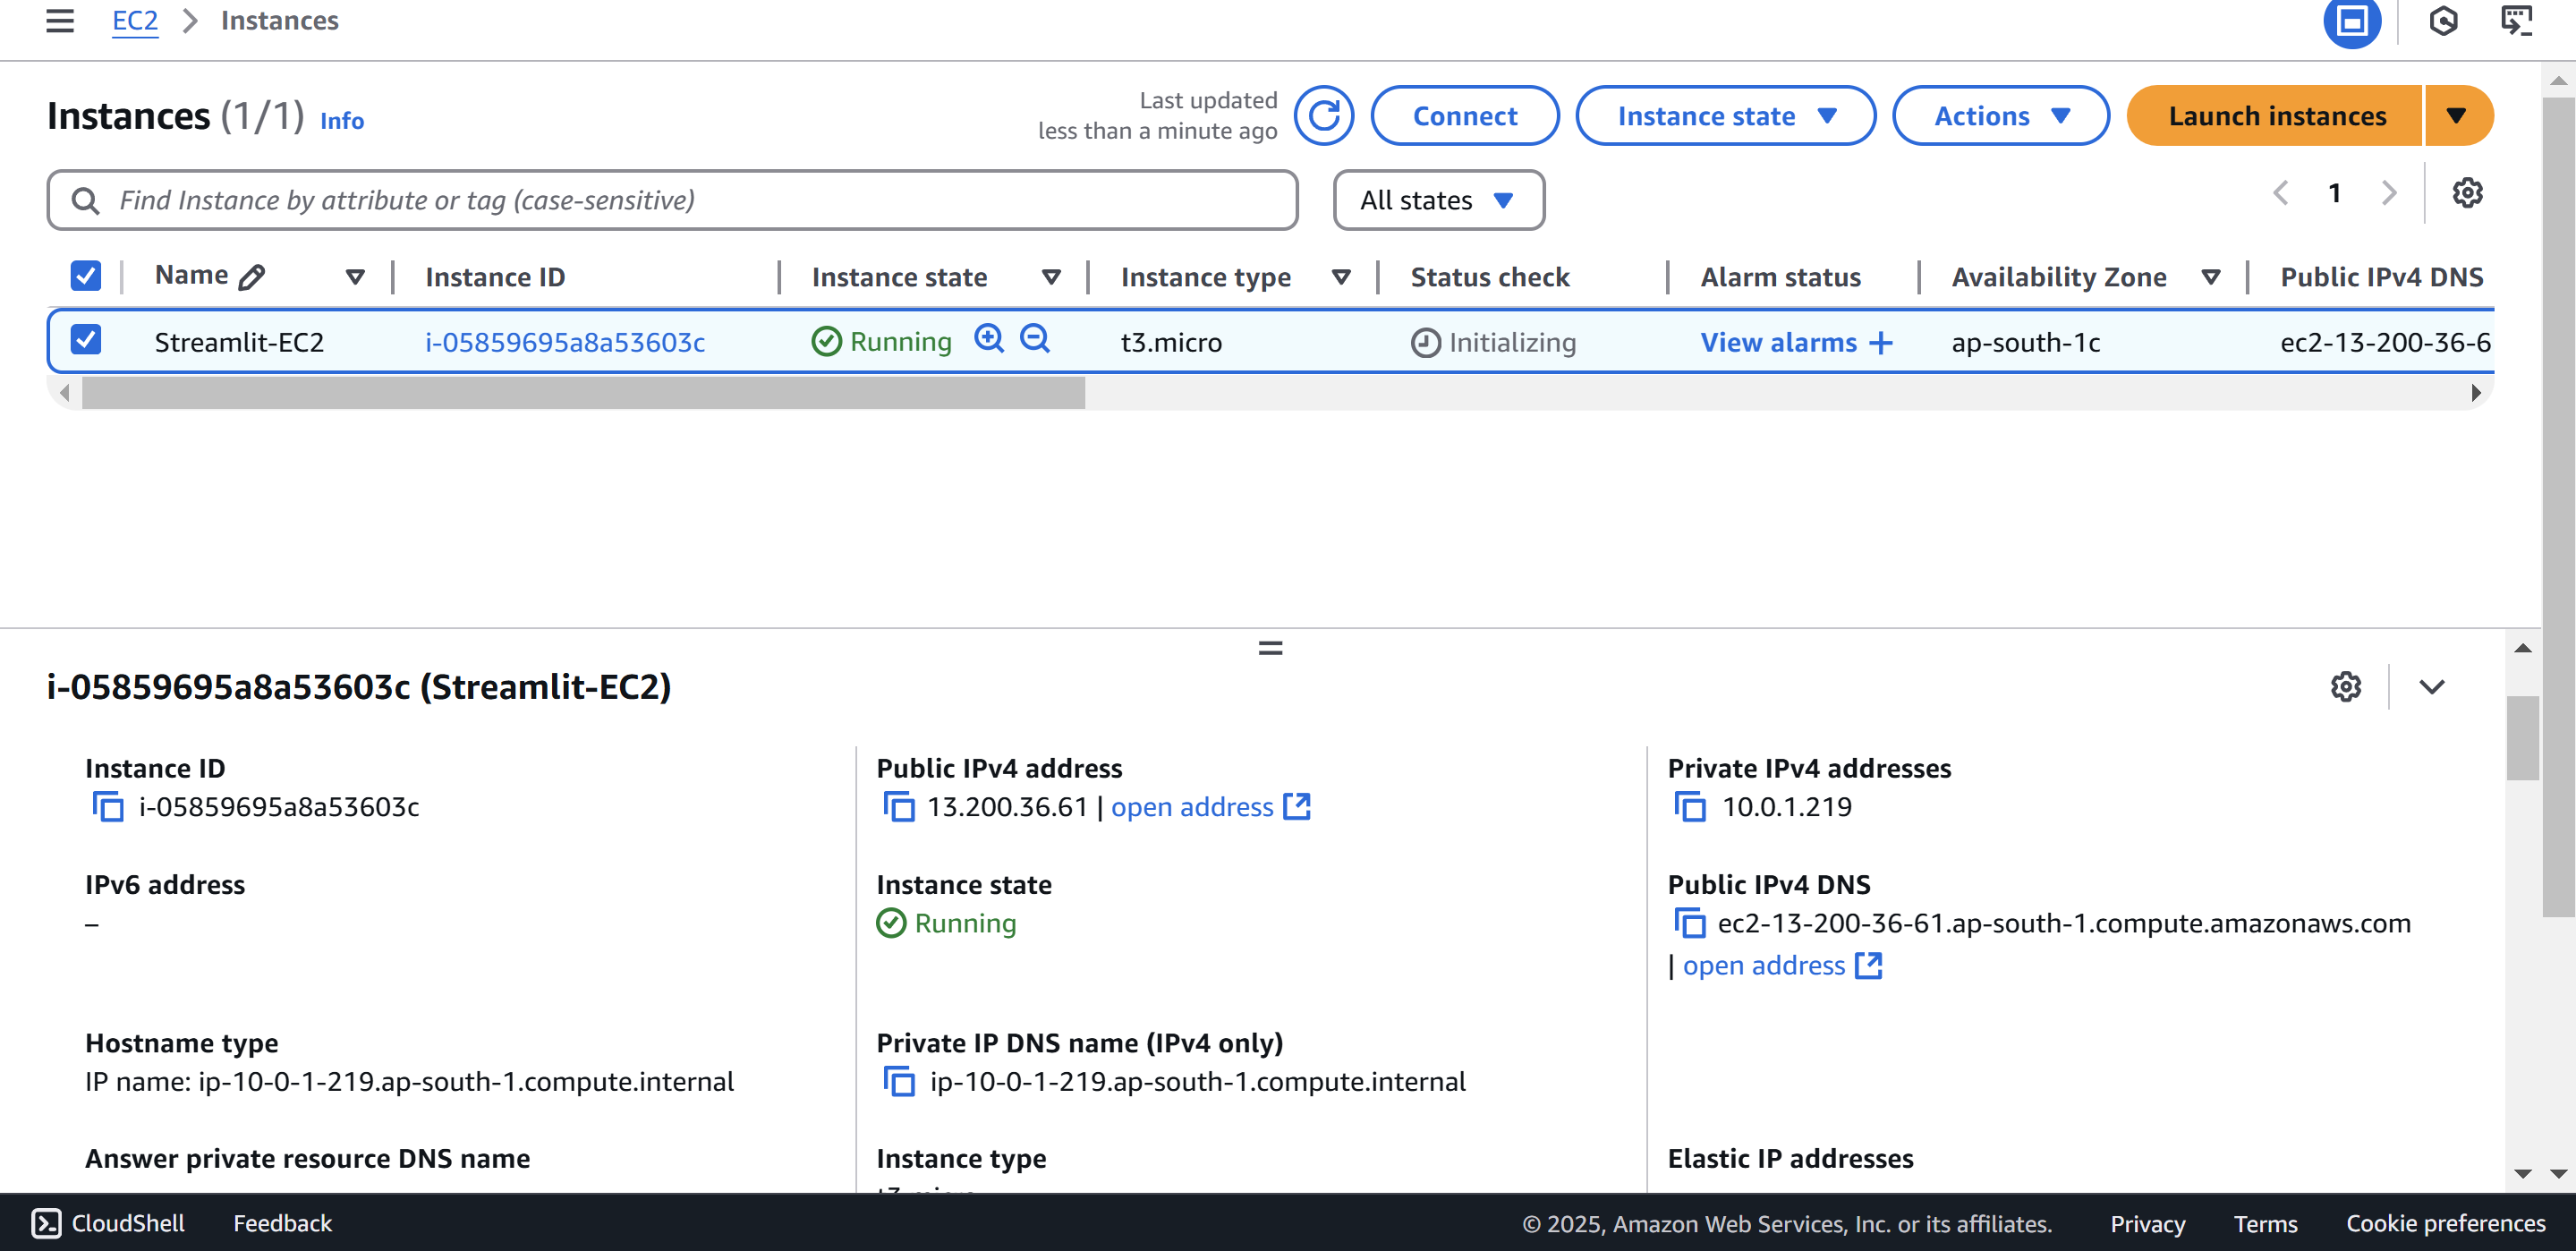 EC2 > Instances
Instances (1/1) Info
Last updated
less than a minute ago
Connect
Instance state
Actions
Launch instances
Find Instance by attribute or tag (case-sensitive)
All states
1
Name
Instance ID
Instance state
Instance type
Status check
Alarm status
Availability Zone
Public IPv4 DNS
Streamlit-EC2
i-05859695a8a53603c
Running
t3.micro
Initializing
View alarms +
ap-south-1c
ec2-13-200-36-6
i-05859695a8a53603c (Streamlit-EC2)
Instance ID
i-05859695a8a53603c
Public IPv4 address
13.200.36.61 | open address
Private IPv4 addresses
10.0.1.219
IPv6 address
–
Instance state
Running
Public IPv4 DNS
ec2-13-200-36-61.ap-south-1.compute.amazonaws.com
| open address
Hostname type
IP name: ip-10-0-1-219.ap-south-1.compute.internal
Private IP DNS name (IPv4 only)
ip-10-0-1-219.ap-south-1.compute.internal
Answer private resource DNS name
Instance type
Elastic IP addresses
CloudShell
Feedback
© 2025, Amazon Web Services, Inc. or its affiliates.
Privacy
Terms
Cookie preferences